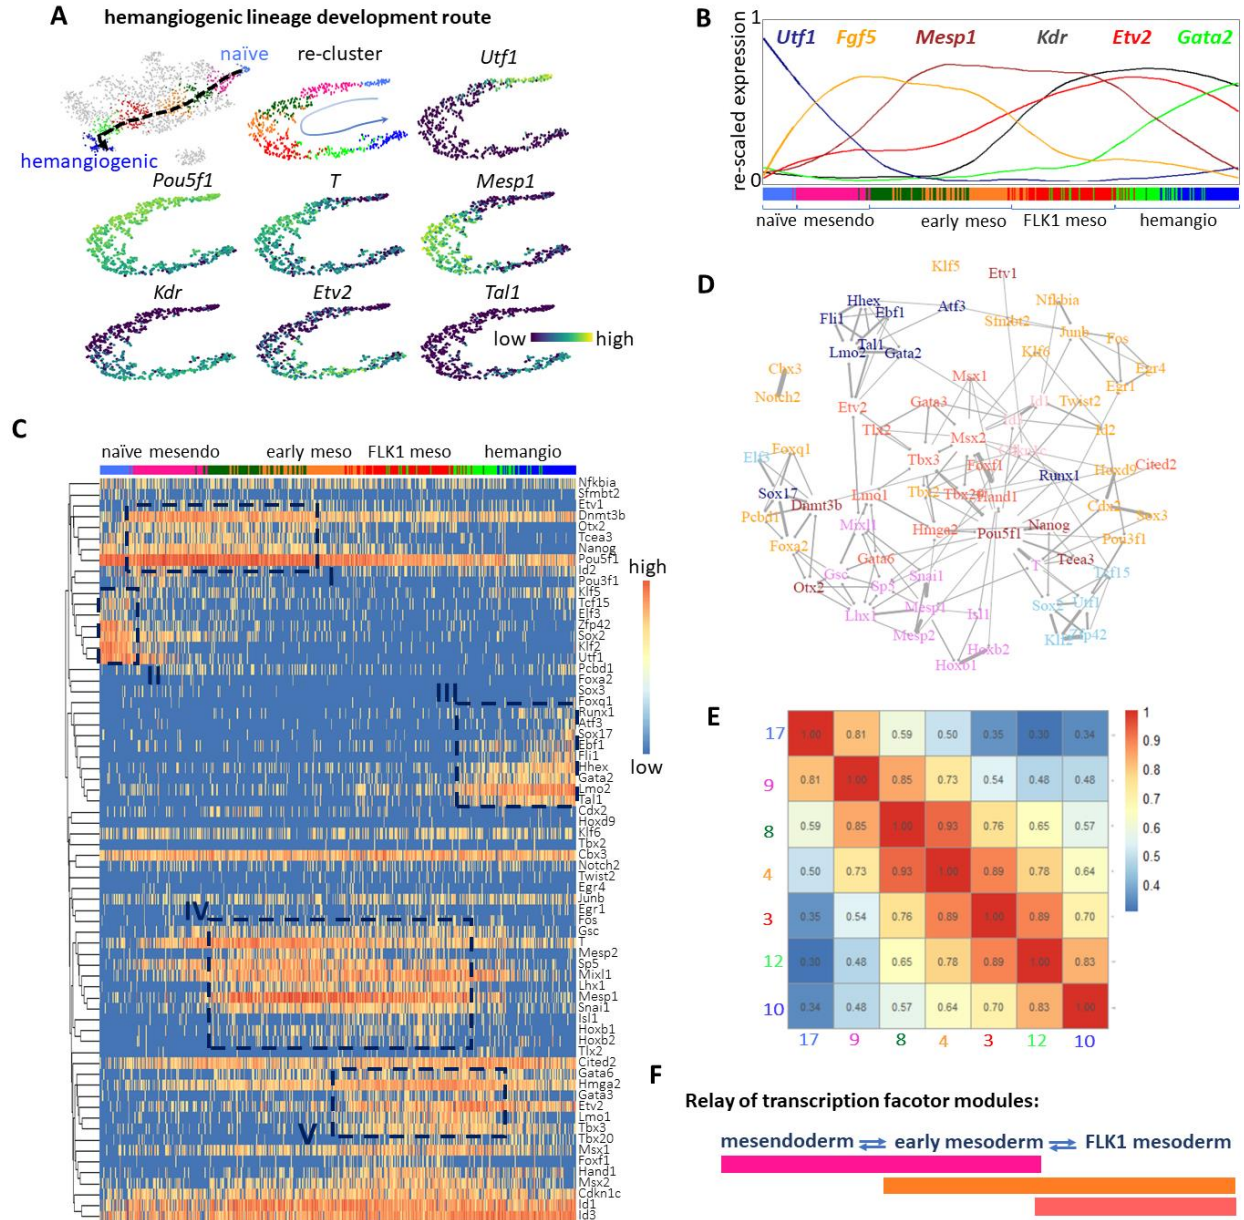 A
hemangiogenic lineage development route
naïve
re-cluster
Utf1
hemangiogenic
Pou5f1
T
Mesp1
Kdr
Etv2
Tal1
low
high
B
1
Utf1 Fgf5 Mesp1 Kdr Etv2 Gata2
re-scaled expression
0
naïve mesendo early meso FLK1 meso hemangio
C
naïve mesendo early meso FLK1 meso hemangio
Nfkbia
Sfmbt2
Etv1
Dnmt3b
Otx2
Tcea3
Nanog
Pou5f1
Id2
Pou3f1
Klf5
Tcf15
Elf3
Zfp42
Sox2
Klf2
Utf1
Pcbd1
Foxa2
Sox3
Foxq1
Runx1
Atf3
Sox17
Ebf1
Fli1
Hhex
Gata2
Lmo2
Tal1
Cdx2
Hoxd9
Klf6
Tbx2
Cbx3
Notch2
Twist2
Egr4
Junb
Egr1
Fos
Gsc
T
Mesp2
Sp5
Mixl1
Lhx1
Mesp1
Snai1
Isl1
Hoxb1
Hoxb2
Tlx2
Cited2
Gata6
Hmga2
Gata3
Etv2
Lmo1
Tbx3
Tbx20
Msx1
Foxf1
Hand1
Msx2
Cdkn1c
Id1
Id3
I
II
III
IV
V
high
low
D
Klf5
Etv1
Hhex
Atf3
Nfkbia
Fli1
Ebf1
Sfmbt2
Junb
Fos
Tal1
Lmo2
Gata2
Klf6
Egr4
Cbx3
Notch2
Msx1
Egr1
Etv2
Gata3
Id1
Twist2
Tlx2
Msx2
Id2
Elf3
Foxq1
Tbx3
Foxf1
Cdkn1c
Runx1
Hoxd9
Cited2
Sox17
Dnmt3b
Lmo1
Tbx2
Tbx20
Hand1
Cdx2
Sox3
Pcbd1
Mixl1
Hmga2
Pou5f1
Nanog
Pou3f1
Foxa2
Gata6
T
Tcea3
Tcf15
Otx2
Gsc
Sp5
Snai1
Lhx1
Mesp1
Isl1
Sox2
Utf1
Mesp2
Klf2
Zfp42
Hoxb2
Hoxb1
E
17 1.00 0.81 0.59 0.50 0.35 0.30 0.34
9 0.81 1.00 0.85 0.73 0.54 0.48 0.48
8 0.59 0.85 1.00 0.93 0.76 0.65 0.57
4 0.50 0.73 0.93 1.00 0.89 0.78 0.64
3 0.35 0.54 0.76 0.89 1.00 0.89 0.70
12 0.30 0.48 0.65 0.78 0.89 1.00 0.83
10 0.34 0.48 0.57 0.64 0.70 0.83 1.00
17 9 8 4 3 12 10
1
0.9
0.8
0.7
0.6
0.5
0.4
F
Relay of transcription facotor modules:
mesendoderm ⇌ early mesoderm ⇌ FLK1 mesoderm